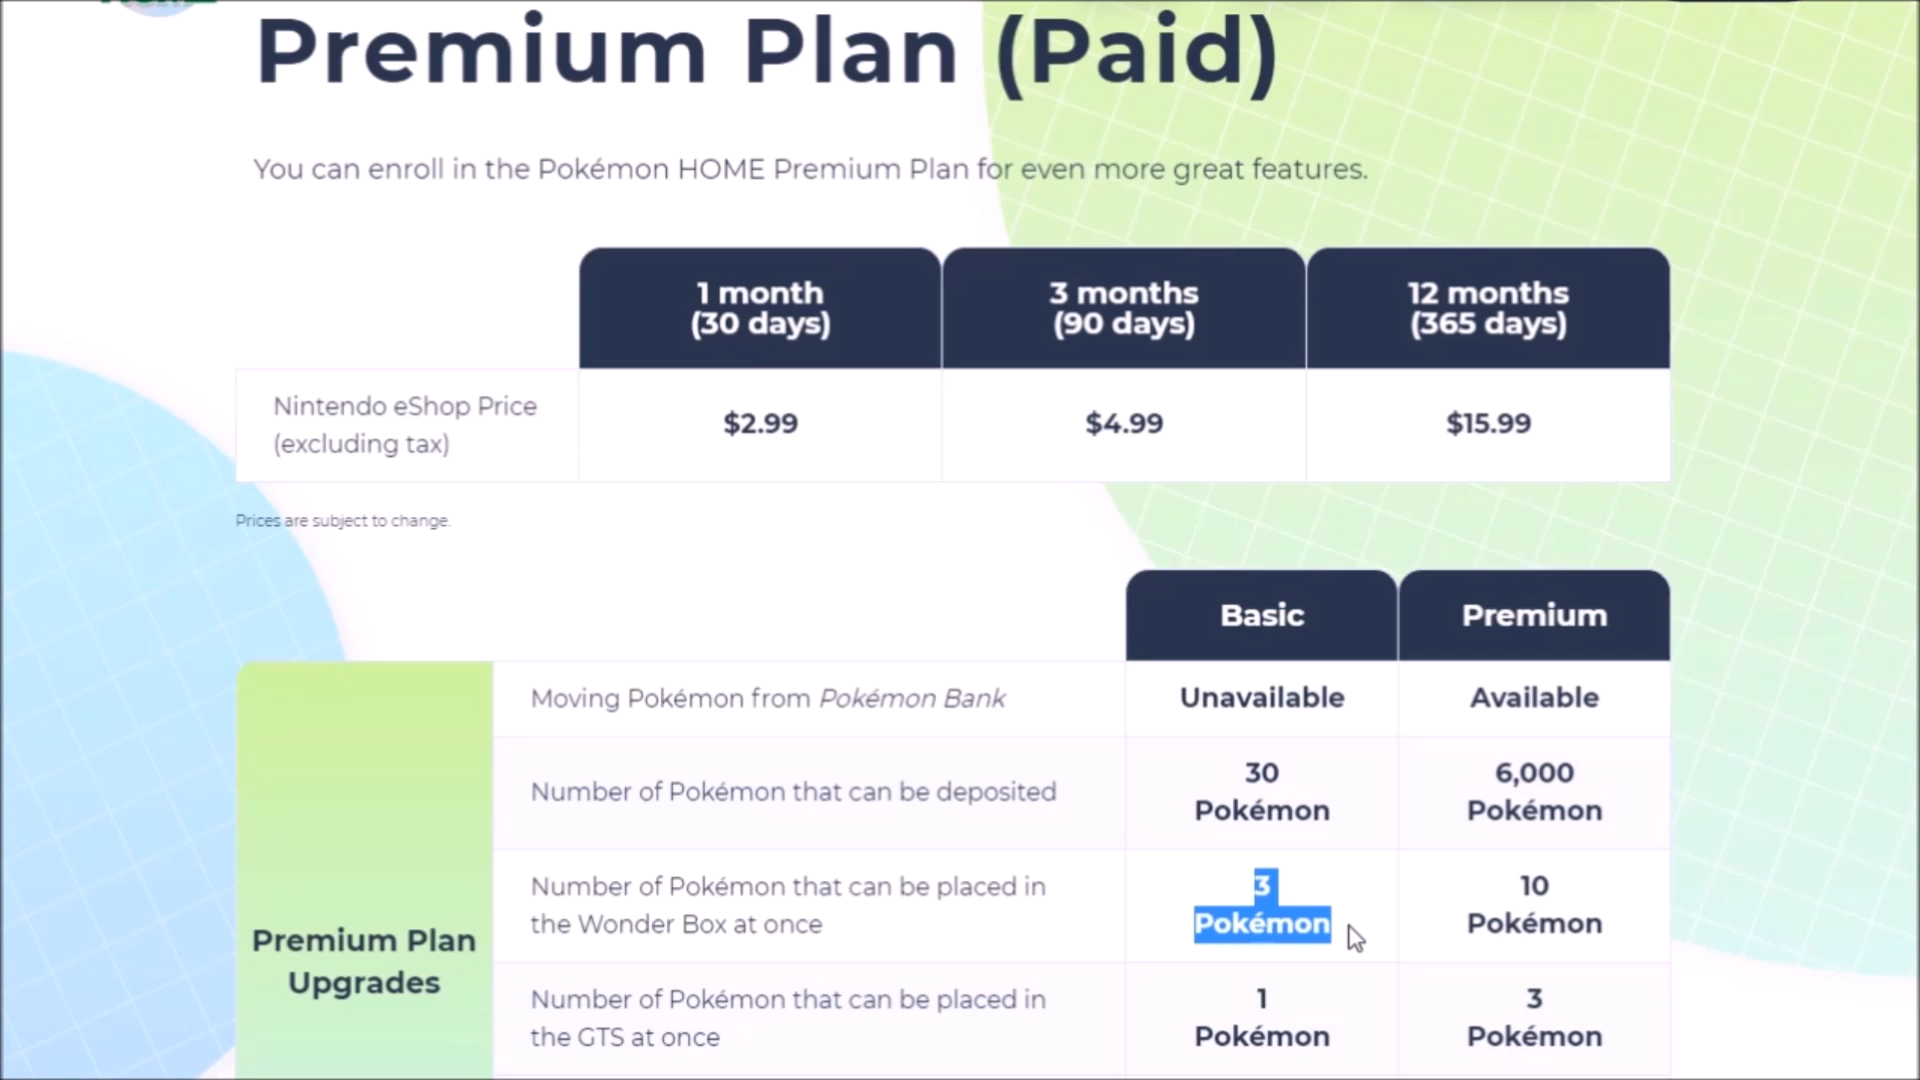 Premium Plan (Paid)
You can enroll in the Pokémon HOME Premium Plan for even more great features.
1 month
(30 days)
3 months
(90 days)
12 months
(365 days)
Nintendo eShop Price
(excluding tax)
$2.99
$4.99
$15.99
Prices are subject to change.
Basic
Premium
Moving Pokémon from Pokémon Bank
Unavailable
Available
Number of Pokémon that can be deposited
30
Pokémon
6,000
Pokémon
Number of Pokémon that can be placed in
the Wonder Box at once
3
Pokémon
10
Pokémon
Premium Plan
Upgrades
Number of Pokémon that can be placed in
the GTS at once
1
Pokémon
3
Pokémon